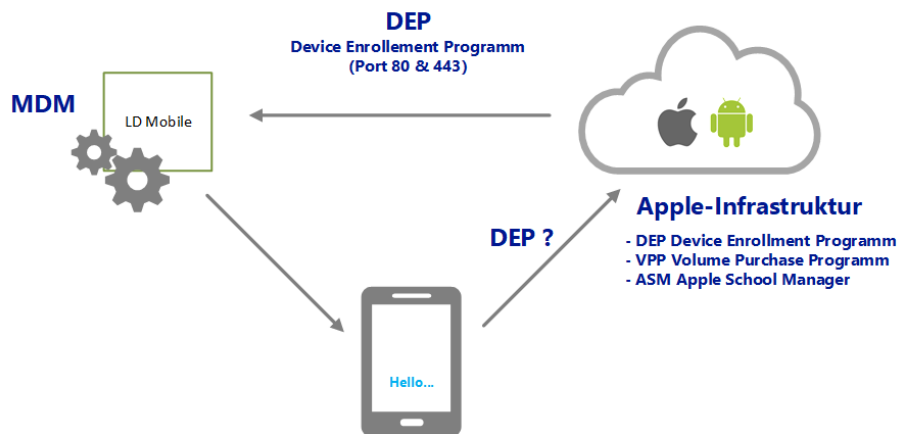 DEP
Device Enrollement Programm
(Port 80 & 443)
MDM
LD Mobile
DEP ?
Apple-Infrastruktur
- DEP Device Enrollment Programm
- VPP Volume Purchase Programm
- ASM Apple School Manager
Hello...